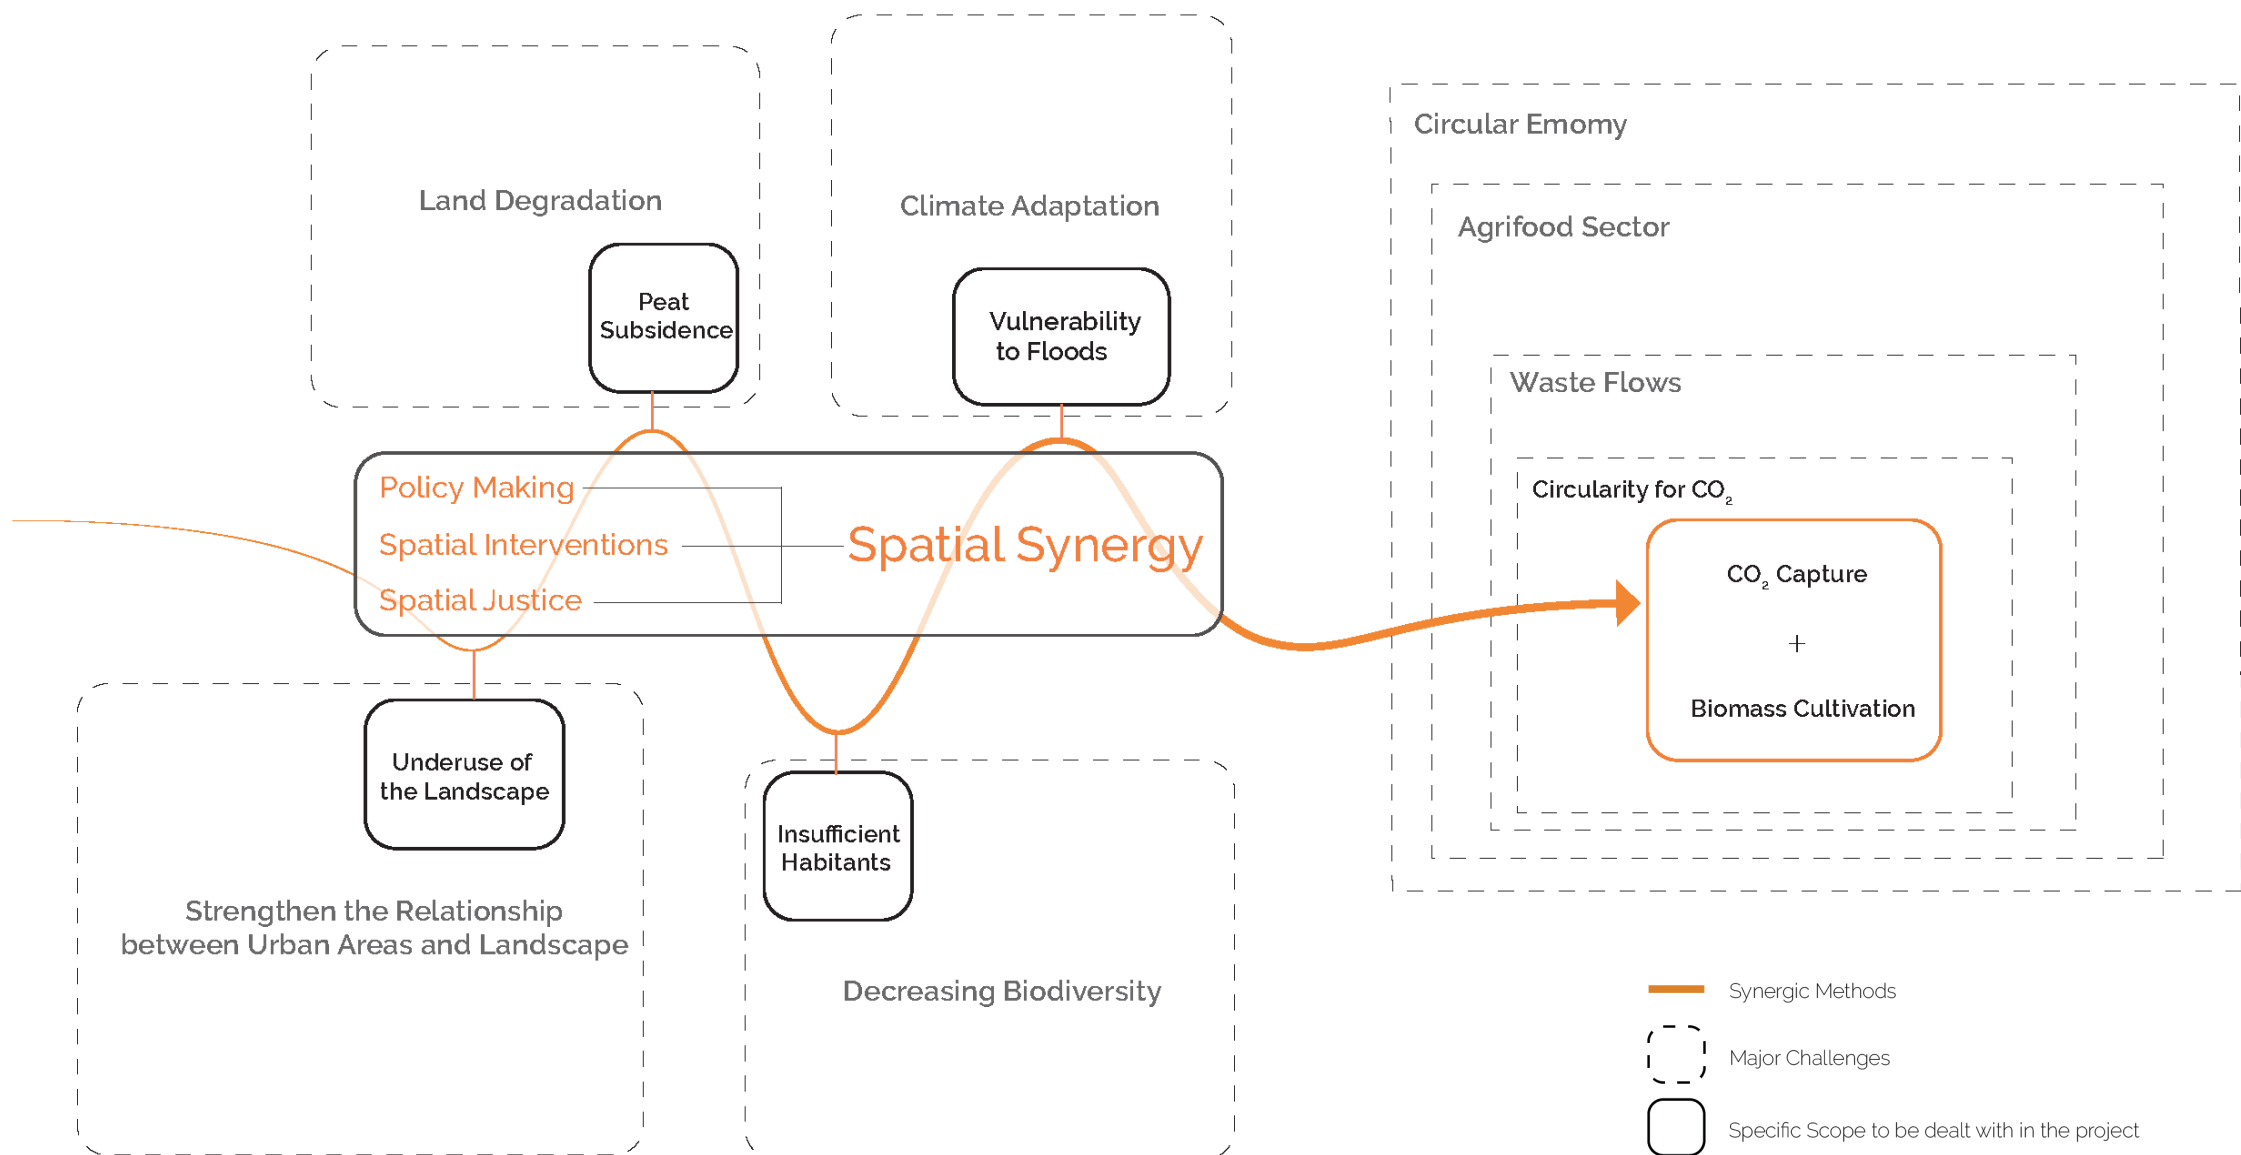 Land Degradation
Peat
Subsidence
Climate Adaptation
Vulnerability
to Floods
Policy Making
Spatial Interventions
Spatial Justice
Spatial Synergy
Underuse of
the Landscape
Strengthen the Relationship
between Urban Areas and Landscape
Insufficient
Habitants
Decreasing Biodiversity
Circular Emomy
Agrifood Sector
Waste Flows
Circularity for CO₂
CO₂ Capture
+
Biomass Cultivation
Synergic Methods
Major Challenges
Specific Scope to be dealt with in the project